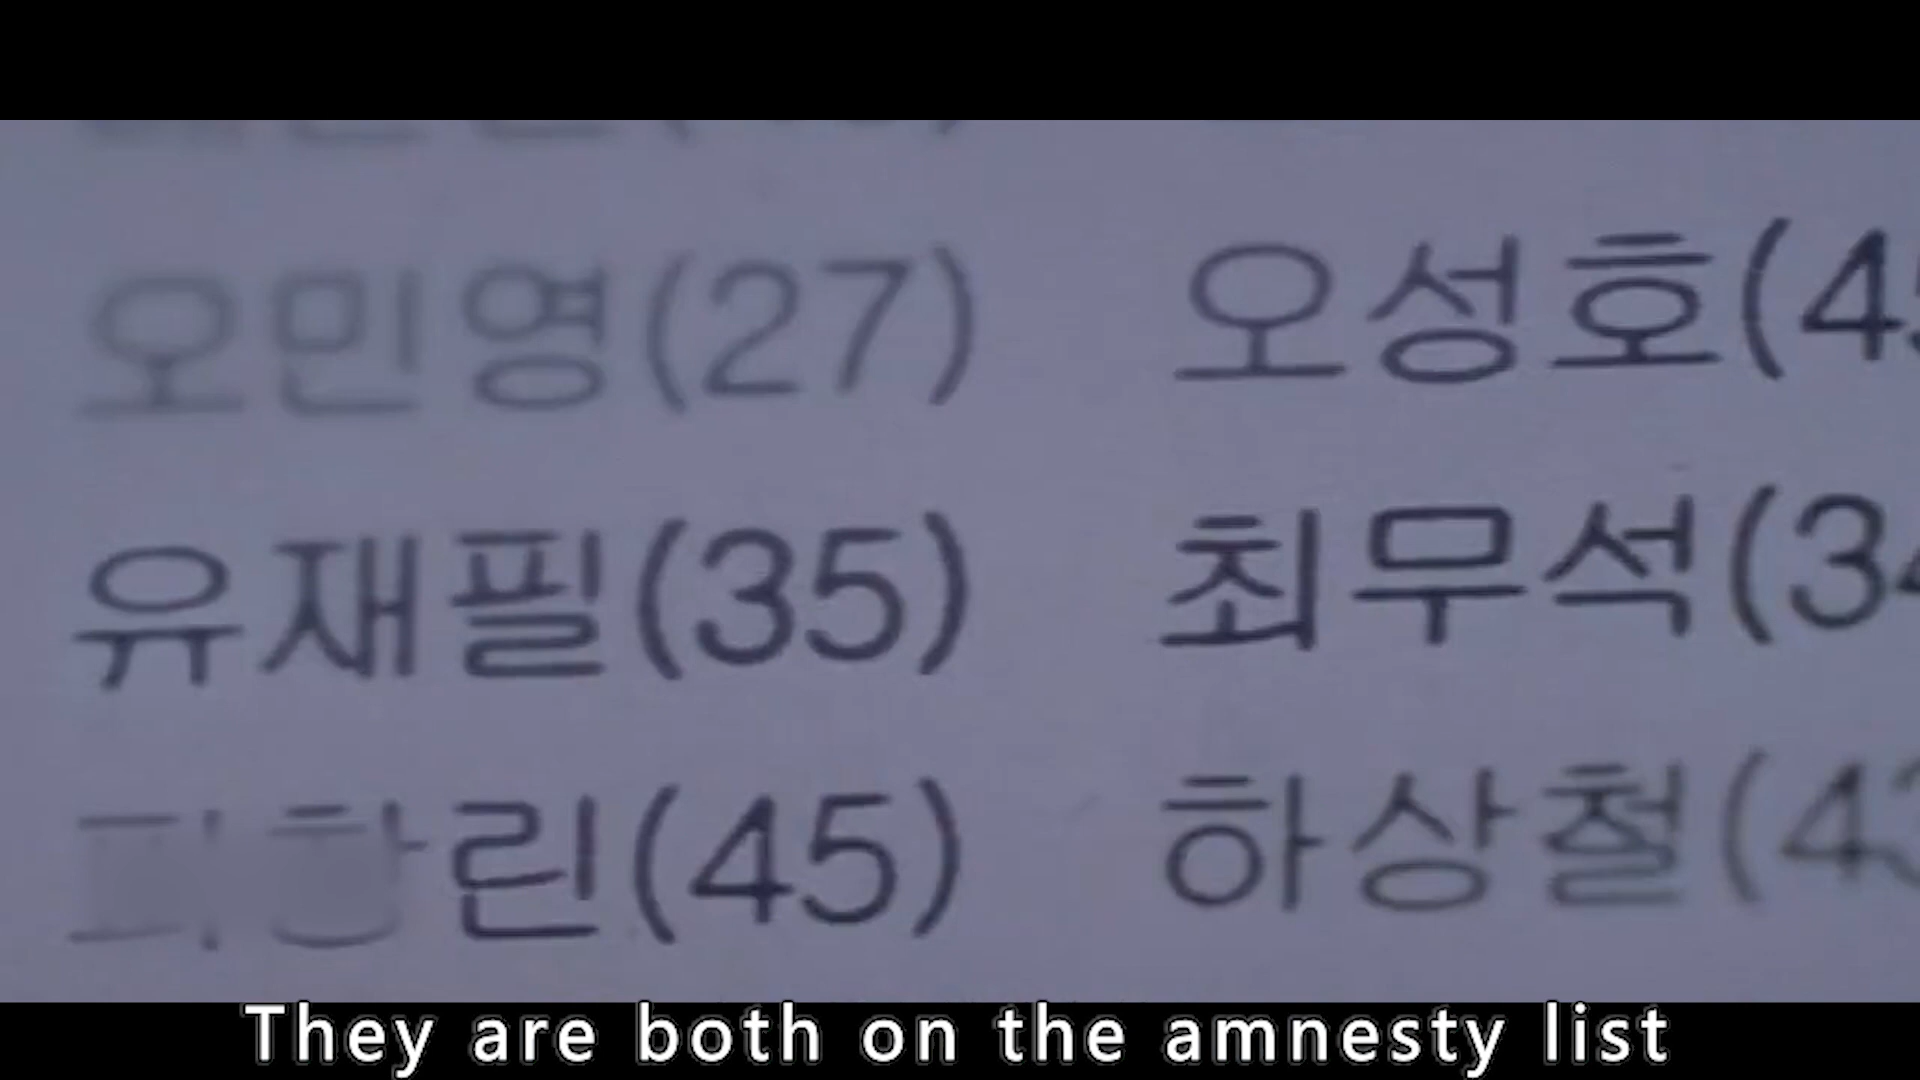 오민영(27) 오성호(4
유재필(35) 최무석(34
린(45) 하상철(4
They are both on the amnesty list